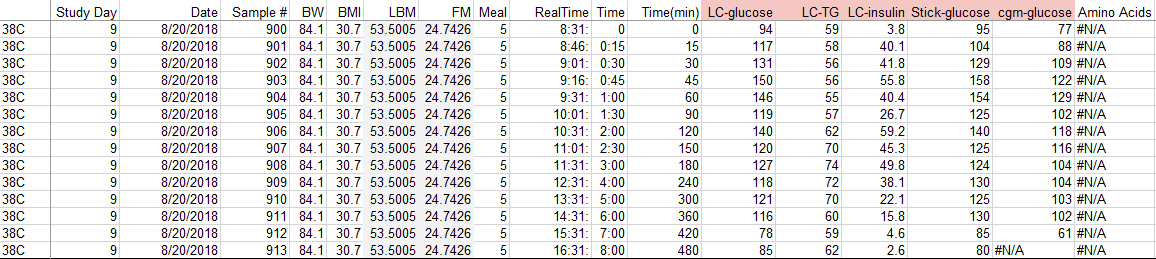 Study Day Date Sample # BW BMI LBM FM Meal RealTime Time Time(min) LC-glucose LC-TG LC-insulin Stick-glucose cgm-glucose Amino Acids
38C 9 8/20/2018 900 84.1 30.7 53.5005 24.7426 5 8:31: 0 0 94 59 3.8 95 77 #N/A
38C 9 8/20/2018 901 84.1 30.7 53.5005 24.7426 5 8:46: 0:15 15 117 58 40.1 104 88 #N/A
38C 9 8/20/2018 902 84.1 30.7 53.5005 24.7426 5 9:01: 0:30 30 131 56 41.8 129 109 #N/A
38C 9 8/20/2018 903 84.1 30.7 53.5005 24.7426 5 9:16: 0:45 45 150 56 55.8 158 122 #N/A
38C 9 8/20/2018 904 84.1 30.7 53.5005 24.7426 5 9:31: 1:00 60 146 55 40.4 154 129 #N/A
38C 9 8/20/2018 905 84.1 30.7 53.5005 24.7426 5 10:01: 1:30 90 119 57 26.7 125 102 #N/A
38C 9 8/20/2018 906 84.1 30.7 53.5005 24.7426 5 10:31: 2:00 120 140 62 59.2 140 118 #N/A
38C 9 8/20/2018 907 84.1 30.7 53.5005 24.7426 5 11:01: 2:30 150 120 70 45.3 125 116 #N/A
38C 9 8/20/2018 908 84.1 30.7 53.5005 24.7426 5 11:31: 3:00 180 127 74 49.8 124 104 #N/A
38C 9 8/20/2018 909 84.1 30.7 53.5005 24.7426 5 12:31: 4:00 240 118 72 38.1 130 104 #N/A
38C 9 8/20/2018 910 84.1 30.7 53.5005 24.7426 5 13:31: 5:00 300 121 70 22.1 125 103 #N/A
38C 9 8/20/2018 911 84.1 30.7 53.5005 24.7426 5 14:31: 6:00 360 116 60 15.8 130 102 #N/A
38C 9 8/20/2018 912 84.1 30.7 53.5005 24.7426 5 15:31: 7:00 420 78 59 4.6 85 61 #N/A
38C 9 8/20/2018 913 84.1 30.7 53.5005 24.7426 5 16:31: 8:00 480 85 62 2.6 80 #N/A #N/A